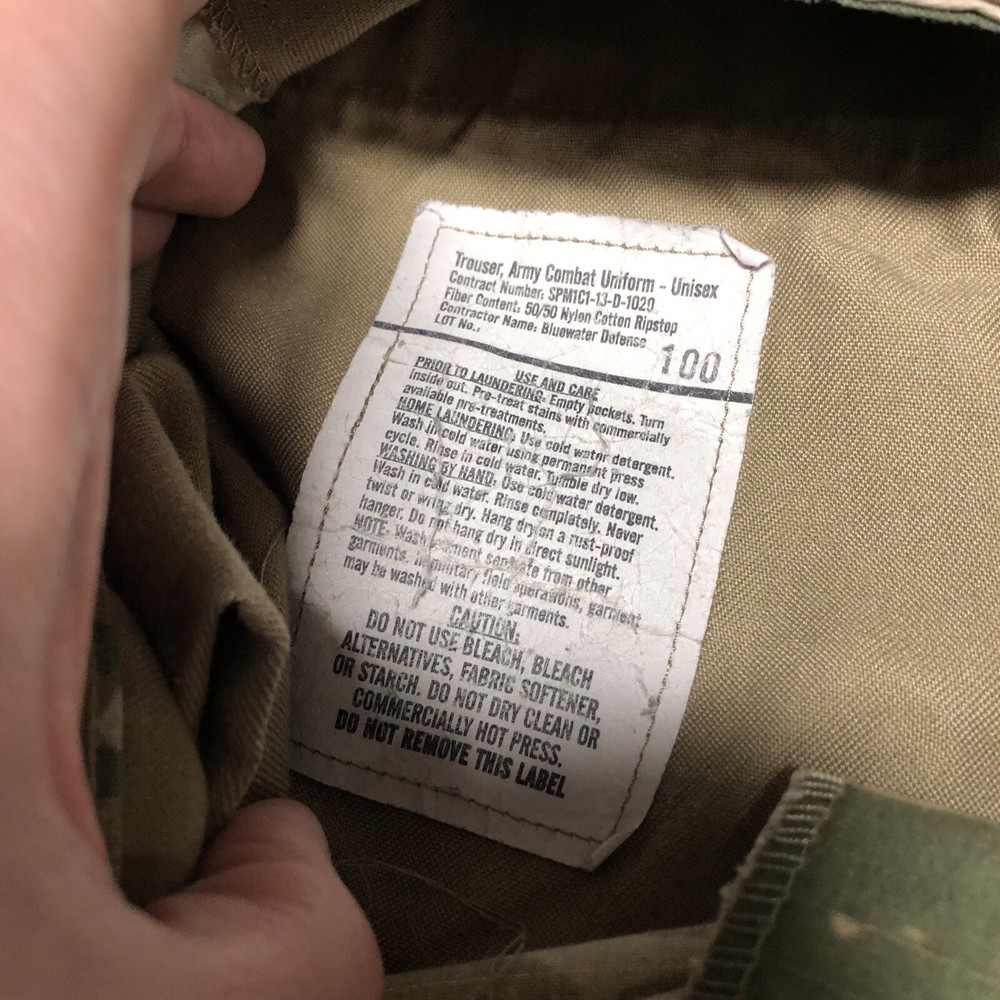 Trouser, Army Combat Uniform - Unisex
Contract Number: SPM1C1-13-D-1029
Fiber Content: 50/50 Nylon Cotton Ripstop
Contractor Name: Bluewater Defense
LOT No.:
100
USE AND CARE
PRIOR TO LAUNDERING: Empty pockets. Turn
inside out. Pre-treat stains with commercially
available pre-treatments.
HOME LAUNDERING: Use cold water detergent.
Wash in cold water using permanent press
cycle. Rinse in cold water. Tumble dry low.
WASHING BY HAND: Use cold water detergent.
Wash in cold water. Rinse completely. Never
twist or wring dry. Hang dry on a rust-proof
hanger. Do not hang dry in direct sunlight.
NOTE: Wash garment separate from other
garments. In military field operations, garment
may be washed with other garments.
CAUTION:
DO NOT USE BLEACH, BLEACH
ALTERNATIVES, FABRIC SOFTENER,
OR STARCH. DO NOT DRY CLEAN OR
COMMERCIALLY HOT PRESS.
DO NOT REMOVE THIS LABEL